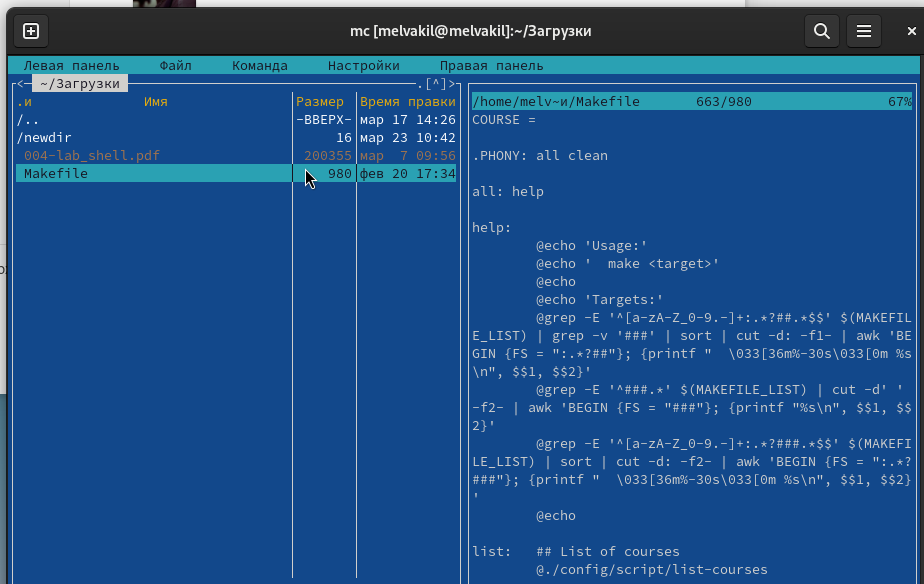 mc [melvakil@melvakil]:~/Загрузки
Левая панель Файл Команда Настройки Правая панель
<─ ~/Загрузки ─.[^]>
.и Имя Размер Время правки
/.. -ВВЕРХ- мар 17 14:26
/newdir 16 мар 23 10:42
004-lab_shell.pdf 200355 мар 7 09:56
Makefile 980 фев 20 17:34
/home/melv~и/Makefile 663/980 67%
COURSE =
.PHONY: all clean
all: help
help:
@echo 'Usage:'
@echo '  make <target>'
@echo
@echo 'Targets:'
@grep -E '^[a-zA-Z_0-9.-]+:.*?##.*$$' $(MAKEFIL
E_LIST) | grep -v '###' | sort | cut -d: -f1- | awk 'BE
GIN {FS = ":.*?##"}; {printf "  \033[36m%-30s\033[0m %s
\n", $$1, $$2}'
@grep -E '^###.*' $(MAKEFILE_LIST) | cut -d' '
-f2- | awk 'BEGIN {FS = "###"}; {printf "%s\n", $$1, $$
2}'
@grep -E '^[a-zA-Z_0-9.-]+:.*?###.*$$' $(MAKEFI
LE_LIST) | sort | cut -d: -f2- | awk 'BEGIN {FS = ":.*?
###"}; {printf "  \033[36m%-30s\033[0m %s\n", $$1, $$2}
'
@echo
list:   ## List of courses
@./config/script/list-courses